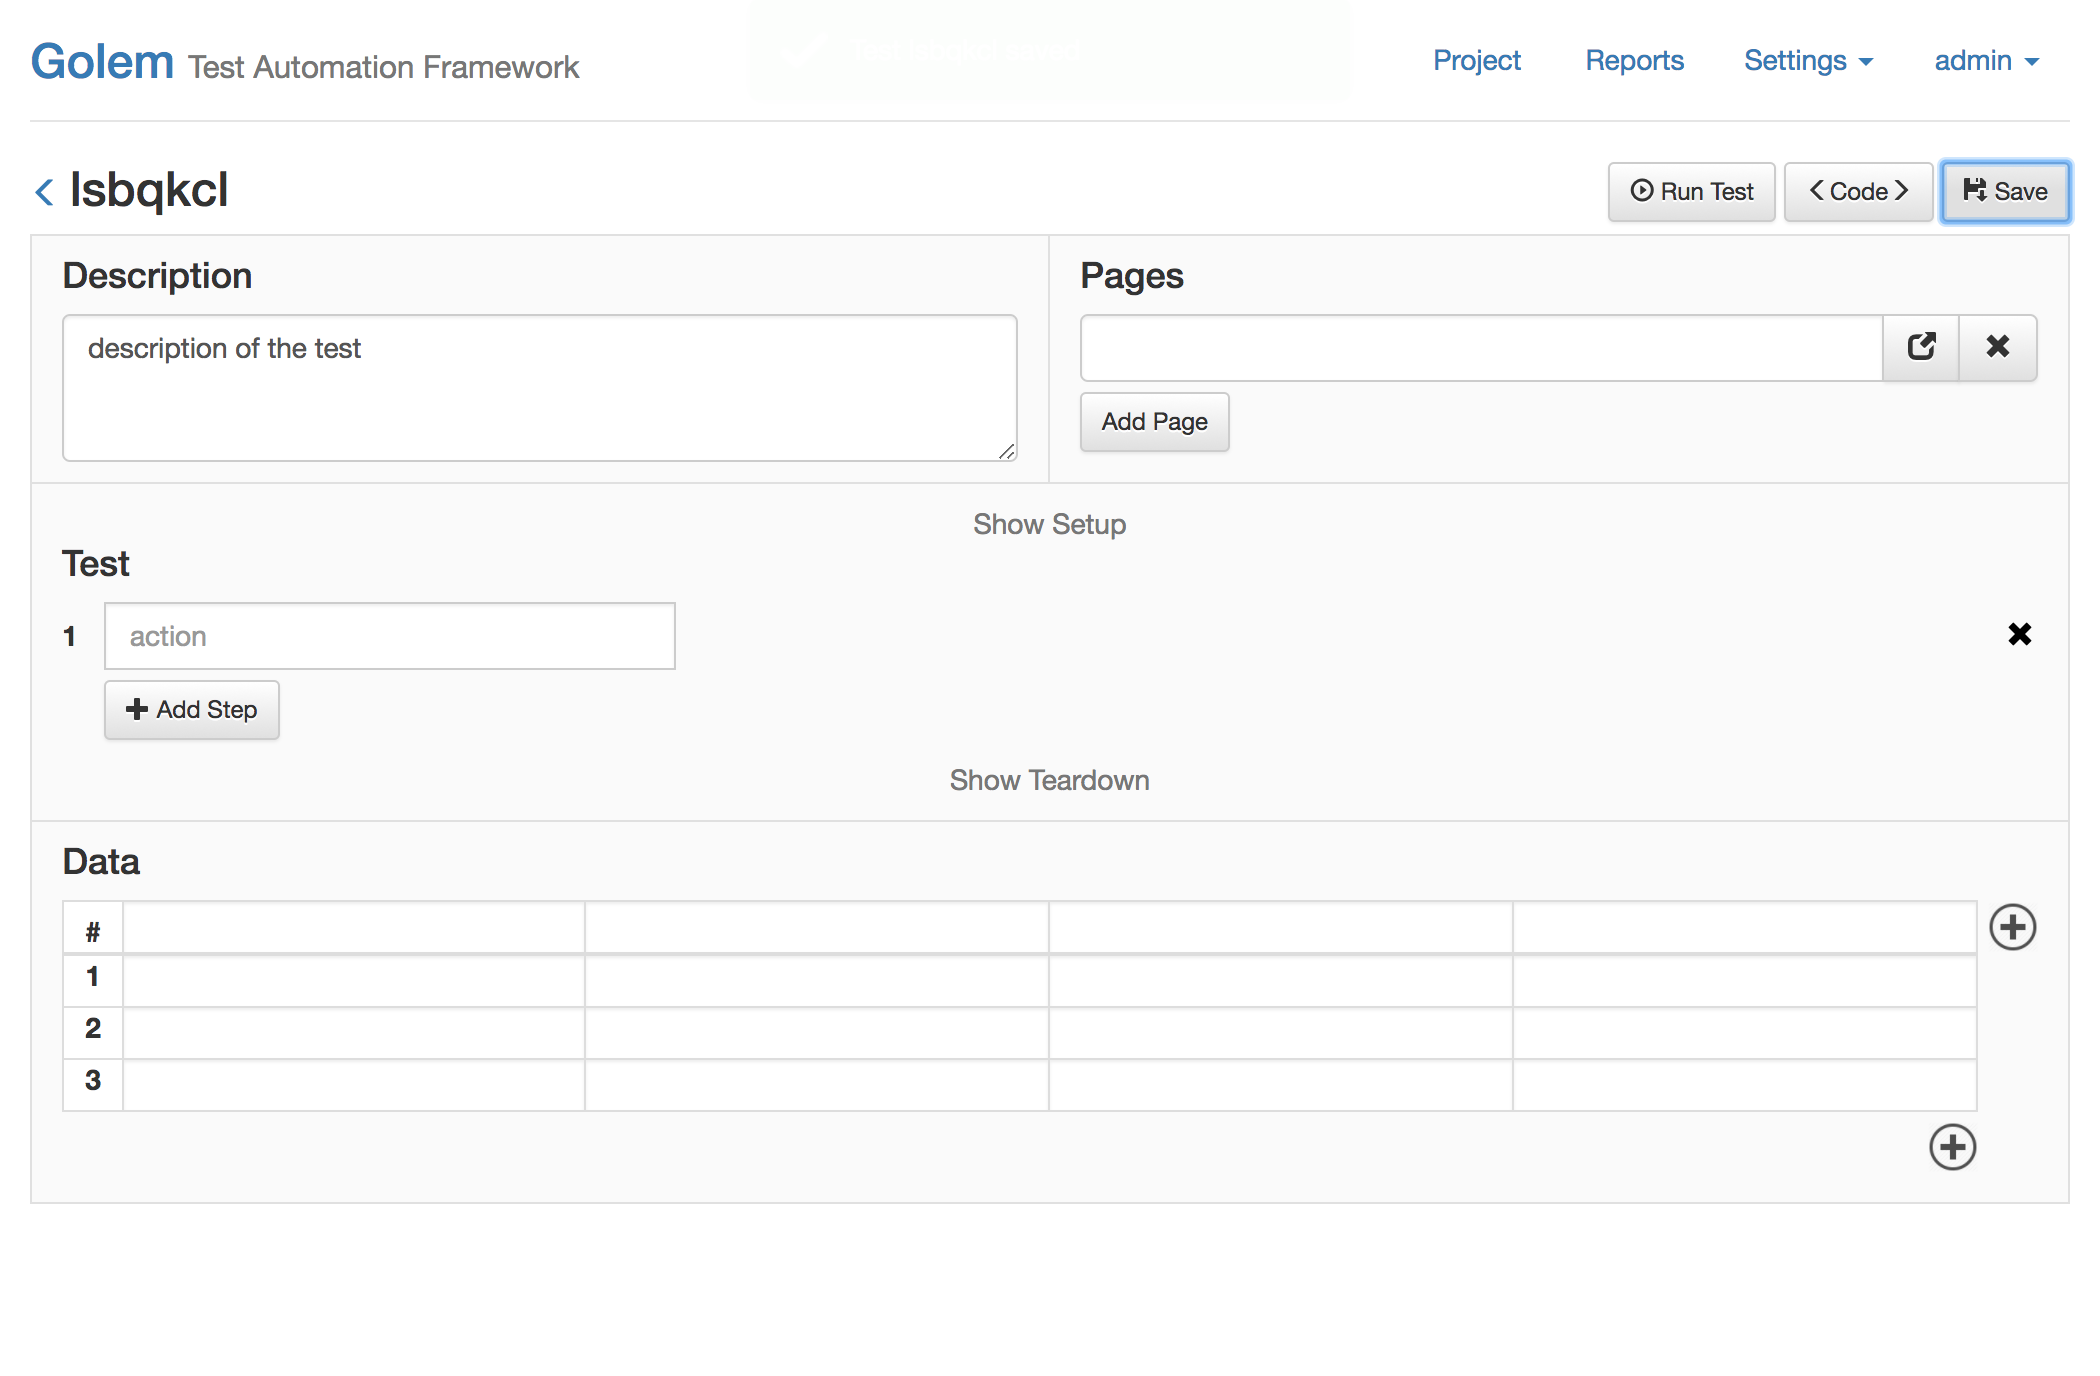 Golem Test Automation Framework
Project Reports Settings admin
lsbqkcl
Run Test <Code> Save
Description
description of the test
Pages
Add Page
Show Setup
Test
1 action
Add Step
Show Teardown
Data
#
1
2
3